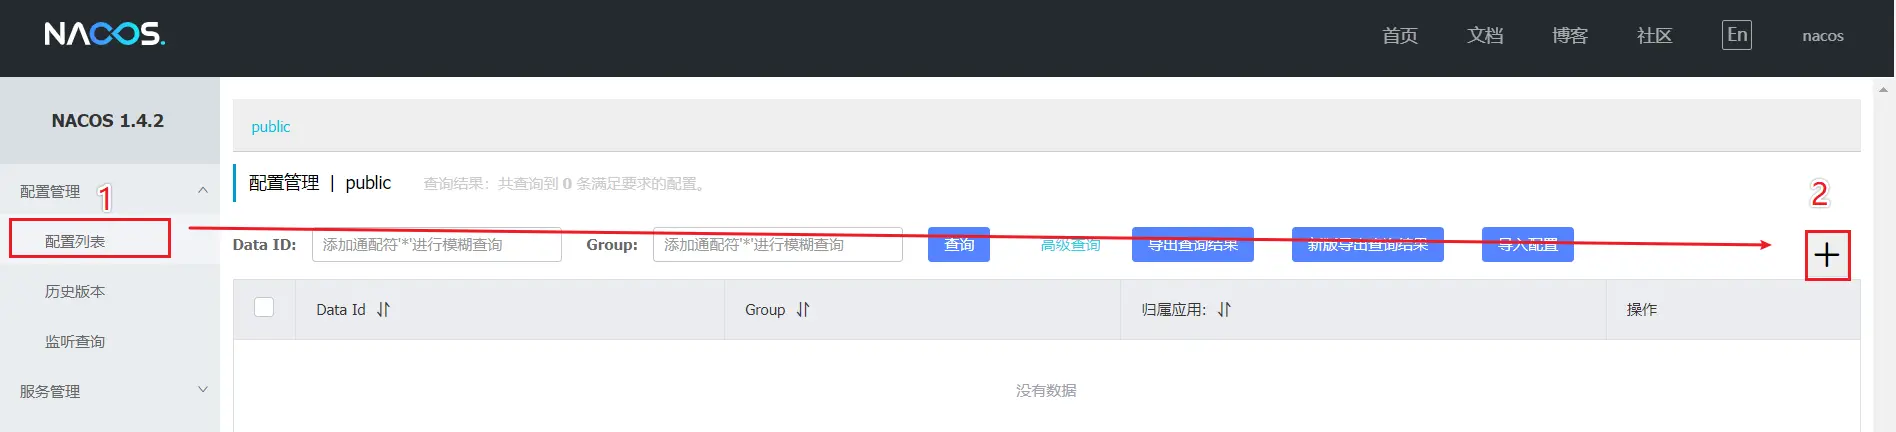 NACOS.
首页 文档 博客 社区 En nacos
NACOS 1.4.2
public
配置管理 | public 查询结果：共查询到 0 条满足要求的配置。
配置管理 1
2
配置列表
Data ID: 添加通配符'*'进行模糊查询 Group: 添加通配符'*'进行模糊查询 查询 高级查询 导出查询结果 新版导出查询结果 导入配置
历史版本
Data Id Group 归属应用: 操作
监听查询
服务管理
没有数据